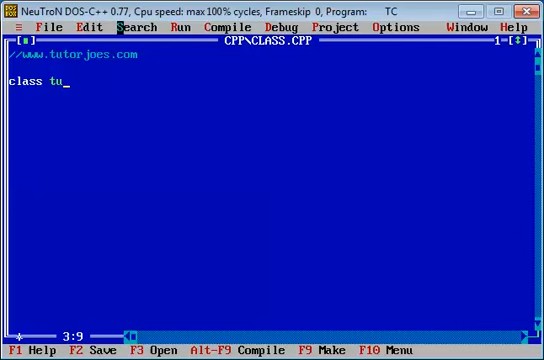 NeuTroN DOS-C++ 0.77, Cpu speed: max 100% cycles, Frameskip 0, Program: TC
≡ File Edit Search Run Compile Debug Project Options Window Help
[■] CPP\CLASS.CPP 1=[↕]
//www.tutorjoes.com
class tu_
* 3:9
F1 Help F2 Save F3 Open Alt-F9 Compile F9 Make F10 Menu